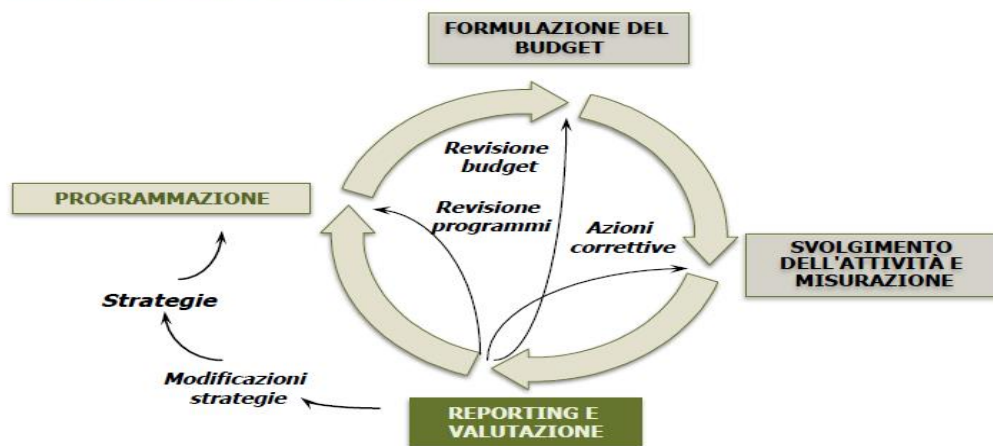 FORMULAZIONE DEL
BUDGET
Revisione
budget
PROGRAMMAZIONE
Revisione
programmi
Azioni
correttive
SVOLGIMENTO
DELL'ATTIVITÀ E
MISURAZIONE
Strategie
Modificazioni
strategie
REPORTING E
VALUTAZIONE